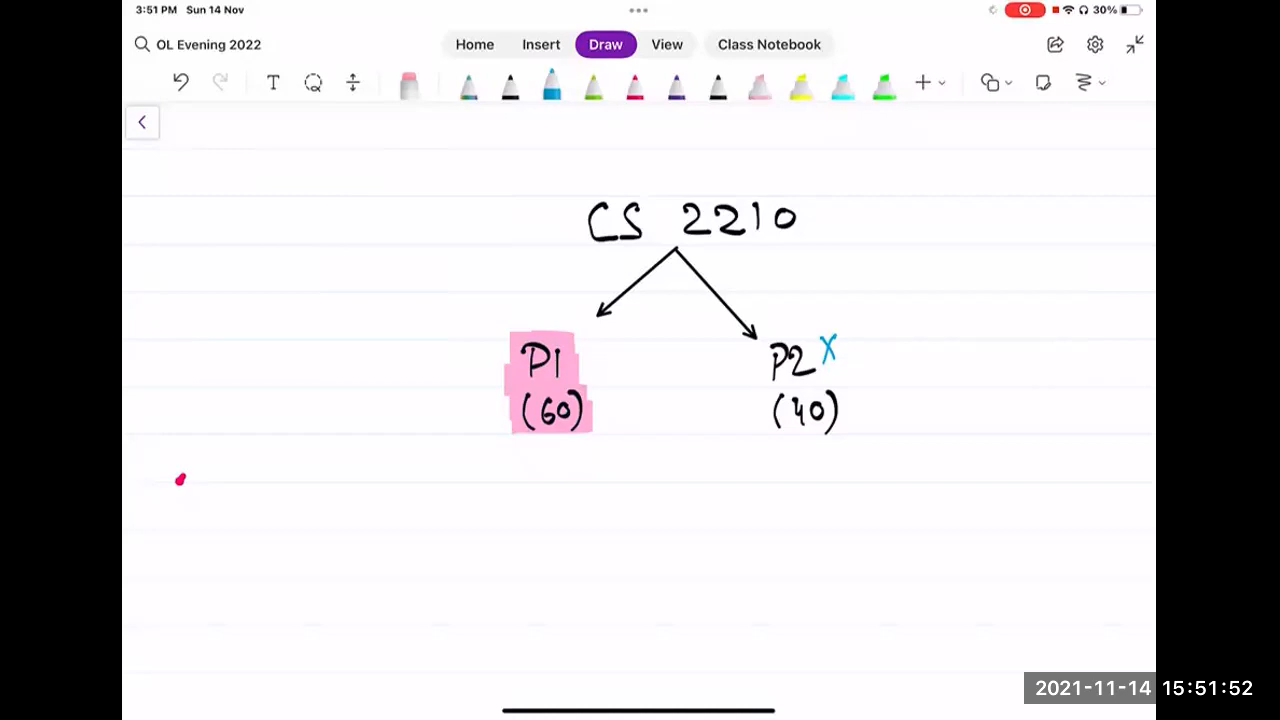 3:51 PM Sun 14 Nov
30%
OL Evening 2022
Home Insert Draw View Class Notebook
T
CS 2210
P1
(60)
P2 X
(40)
2021-11-14 15:51:52